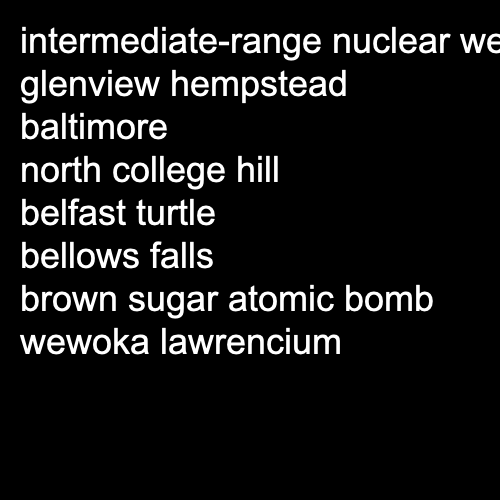 intermediate-range nuclear we
glenview hempstead
baltimore
north college hill
belfast turtle
bellows falls
brown sugar atomic bomb
wewoka lawrencium